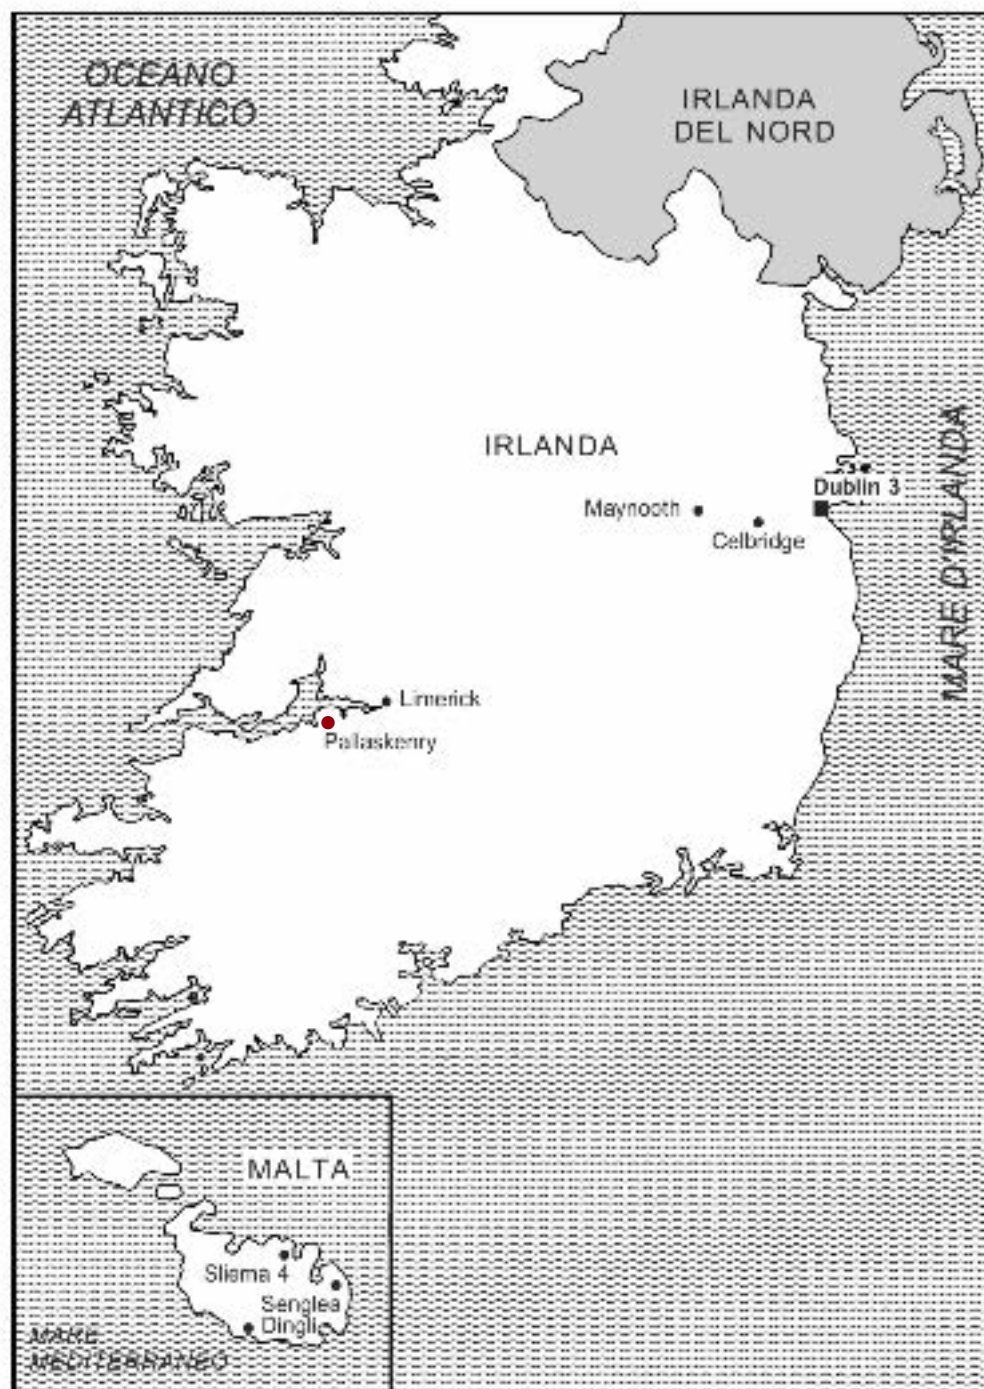 OCEANO
ATLANTICO
IRLANDA
DEL NORD
IRLANDA
MARE D'IRLANDA
Dublin 3
Maynooth
Celbridge
Limerick
Pallaskenry
MALTA
Sliema 4
Senglea
Dingli
MARE
MEDITERRANEO